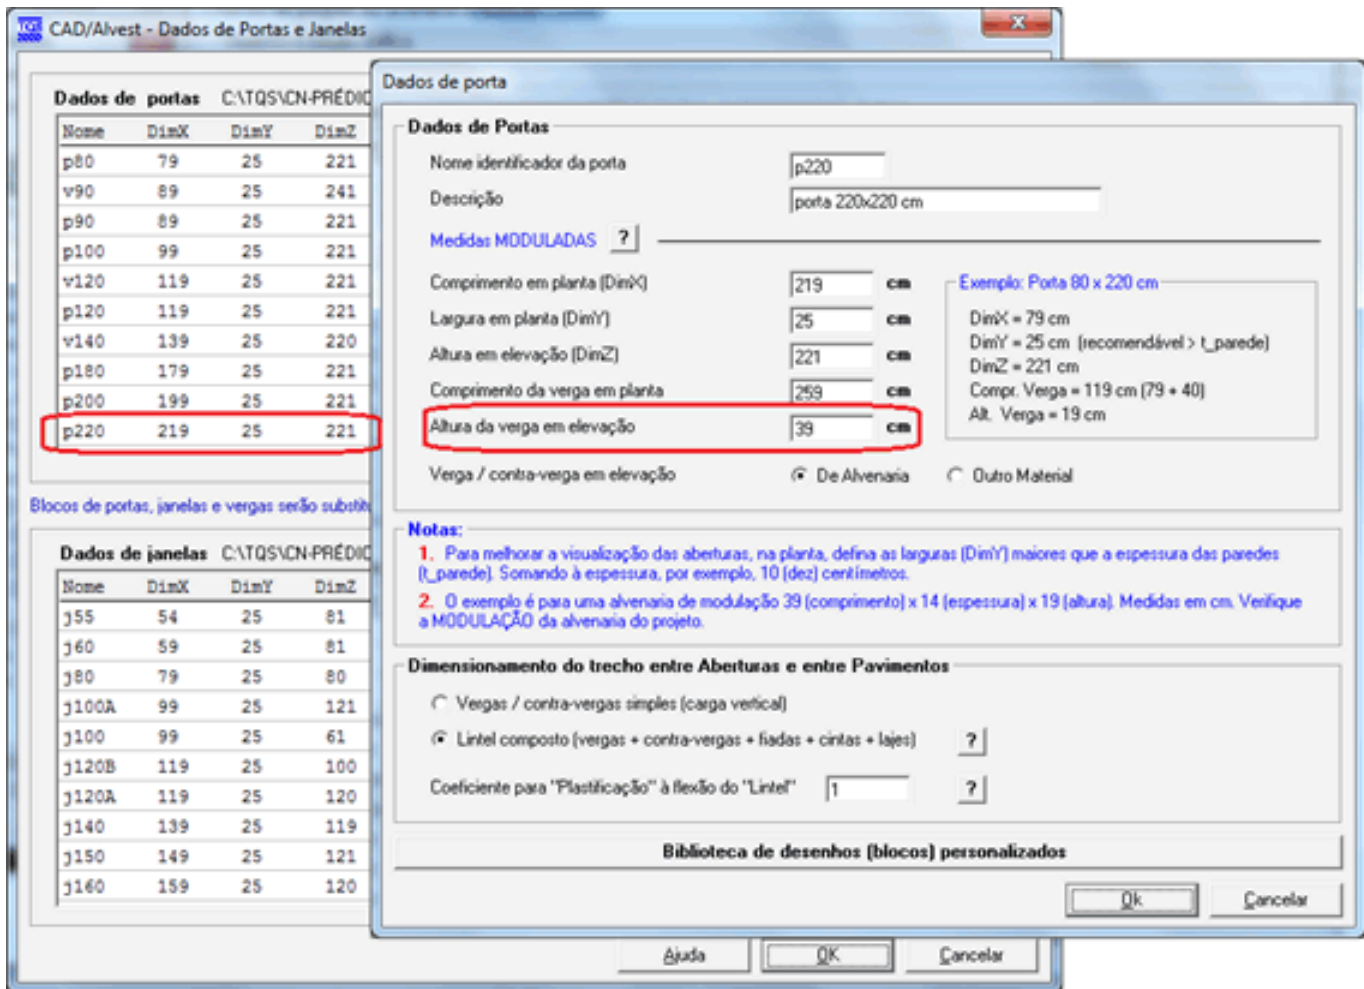 CAD/Alvest - Dados de Portas e Janelas
Dados de portas C:\TQS\CN-PRÉDIC
Nome DimX DimY DimZ
p80 79 25 221
v90 89 25 241
p90 89 25 221
p100 99 25 221
v120 119 25 221
p120 119 25 221
v140 139 25 220
p180 179 25 221
p200 199 25 221
p220 219 25 221
Blocos de portas, janelas e vergas serão substitu
Dados de janelas C:\TQS\CN-PRÉDIC
Nome DimX DimY DimZ
j55 54 25 81
j60 59 25 81
j80 79 25 80
j100A 99 25 121
j100 99 25 61
j120B 119 25 100
j120A 119 25 120
j140 139 25 119
j150 149 25 121
j160 159 25 120
Ajuda OK Cancelar
Dados de porta
Dados de Portas
Nome identificador da porta p220
Descrição porta 220x220 cm
Medidas MODULADAS ?
Comprimento em planta (DimX) 219 cm
Largura em planta (DimY) 25 cm
Altura em elevação (DimZ) 221 cm
Comprimento da verga em planta 259 cm
Altura da verga em elevação 39 cm
Exemplo: Porta 80 x 220 cm
DimX = 79 cm
DimY = 25 cm (recomendável > t_parede)
DimZ = 221 cm
Compr. Verga = 119 cm (79 + 40)
Alt. Verga = 19 cm
Verga / contra-verga em elevação De Alvenaria Outro Material
Notas:
1. Para melhorar a visualização das aberturas, na planta, defina as larguras (DimY) maiores que a espessura das paredes
(t_parede). Somando à espessura, por exemplo, 10 (dez) centímetros.
2. O exemplo é para uma alvenaria de modulação 39 (comprimento) x 14 (espessura) x 19 (altura). Medidas em cm. Verifique
a MODULAÇÃO da alvenaria do projeto.
Dimensionamento do trecho entre Aberturas e entre Pavimentos
Vergas / contra-vergas simples (carga vertical)
Lintel composto (vergas + contra-vergas + fiadas + cintas + lajes) ?
Coeficiente para "Plastificação" à flexão do "Lintel" 1 ?
Biblioteca de desenhos (blocos) personalizados
Ok Cancelar